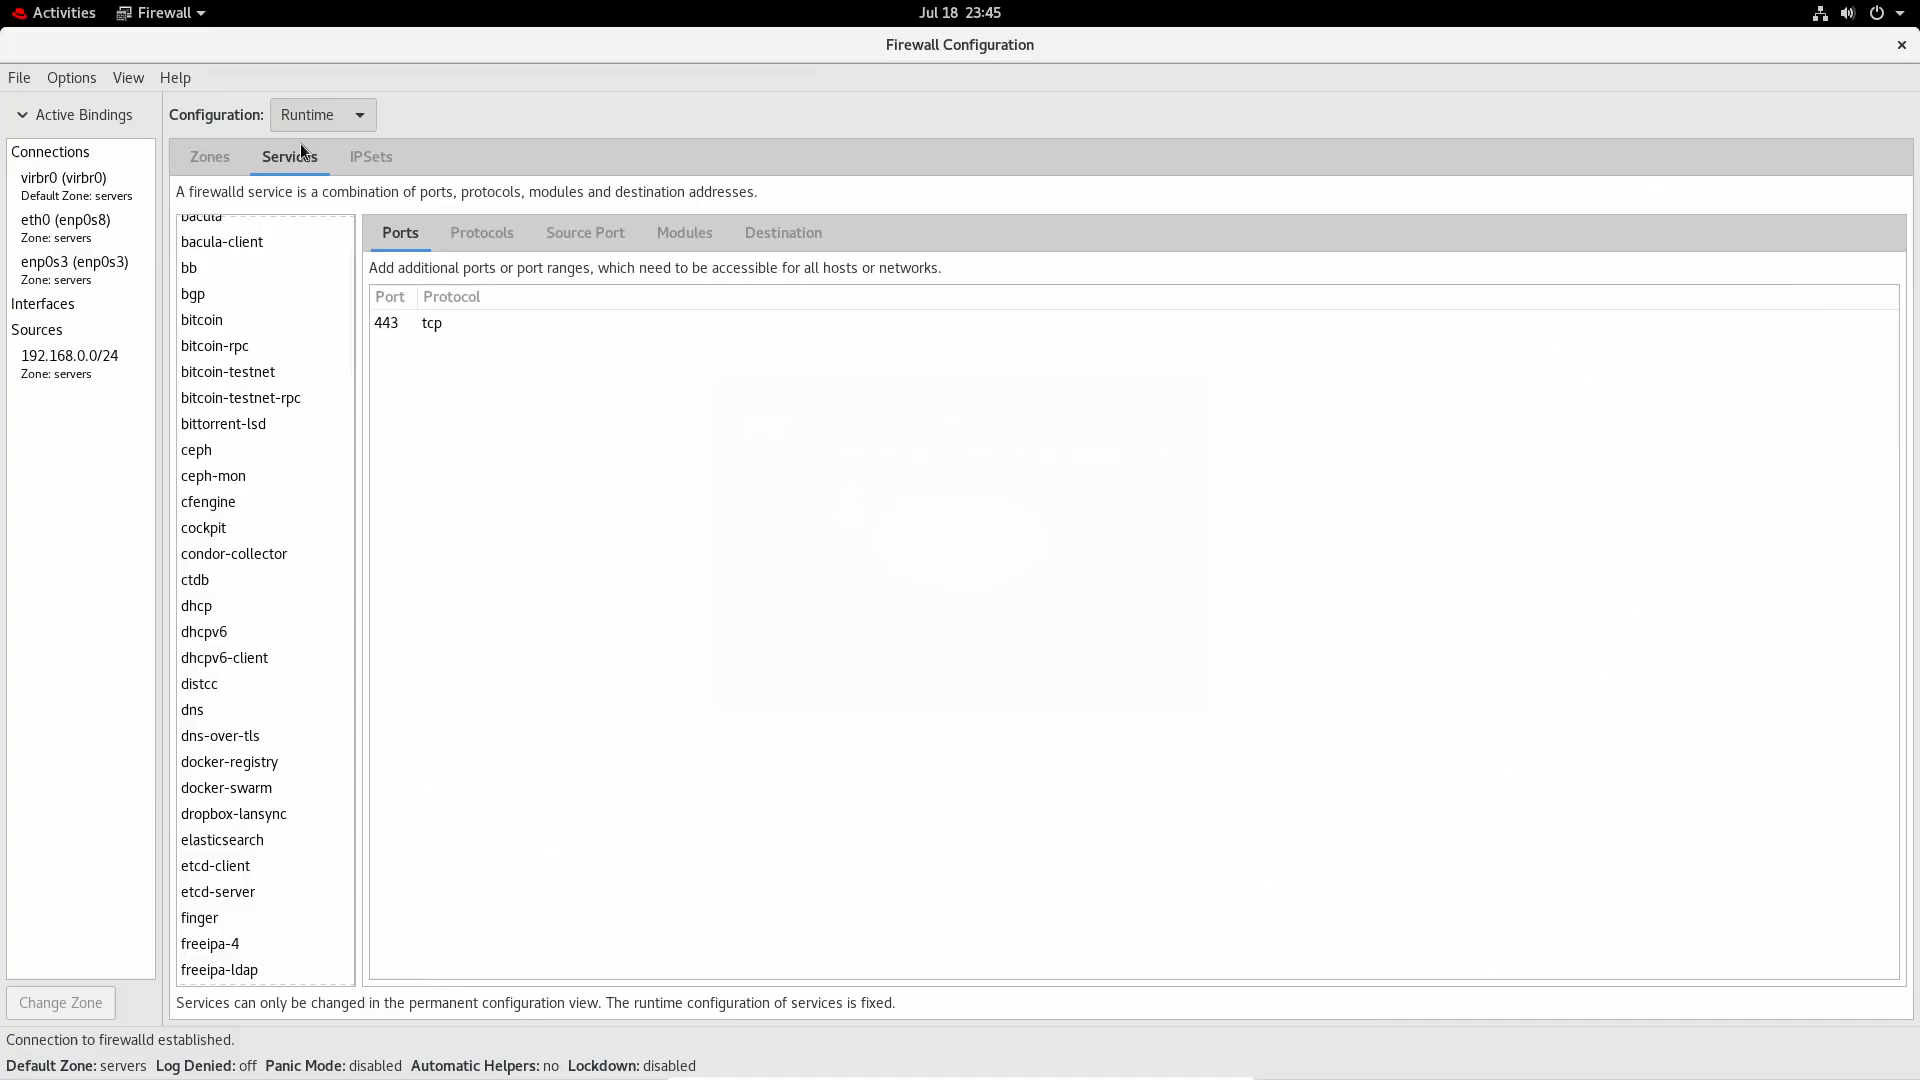 Activities
Firewall
Jul 18  23:45
Firewall Configuration
File
Options
View
Help
Active Bindings
Connections
virbr0 (virbr0)
Default Zone: servers
eth0 (enp0s8)
Zone: servers
enp0s3 (enp0s3)
Zone: servers
Interfaces
Sources
192.168.0.0/24
Zone: servers
Change Zone
Configuration:
Runtime
Zones
Services
IPSets
A firewalld service is a combination of ports, protocols, modules and destination addresses.
bacula
bacula-client
bb
bgp
bitcoin
bitcoin-rpc
bitcoin-testnet
bitcoin-testnet-rpc
bittorrent-lsd
ceph
ceph-mon
cfengine
cockpit
condor-collector
ctdb
dhcp
dhcpv6
dhcpv6-client
distcc
dns
dns-over-tls
docker-registry
docker-swarm
dropbox-lansync
elasticsearch
etcd-client
etcd-server
finger
freeipa-4
freeipa-ldap
Ports
Protocols
Source Port
Modules
Destination
Add additional ports or port ranges, which need to be accessible for all hosts or networks.
Port
Protocol
443
tcp
Services can only be changed in the permanent configuration view. The runtime configuration of services is fixed.
Connection to firewalld established.
Default Zone: servers  Log Denied: off  Panic Mode: disabled  Automatic Helpers: no  Lockdown: disabled